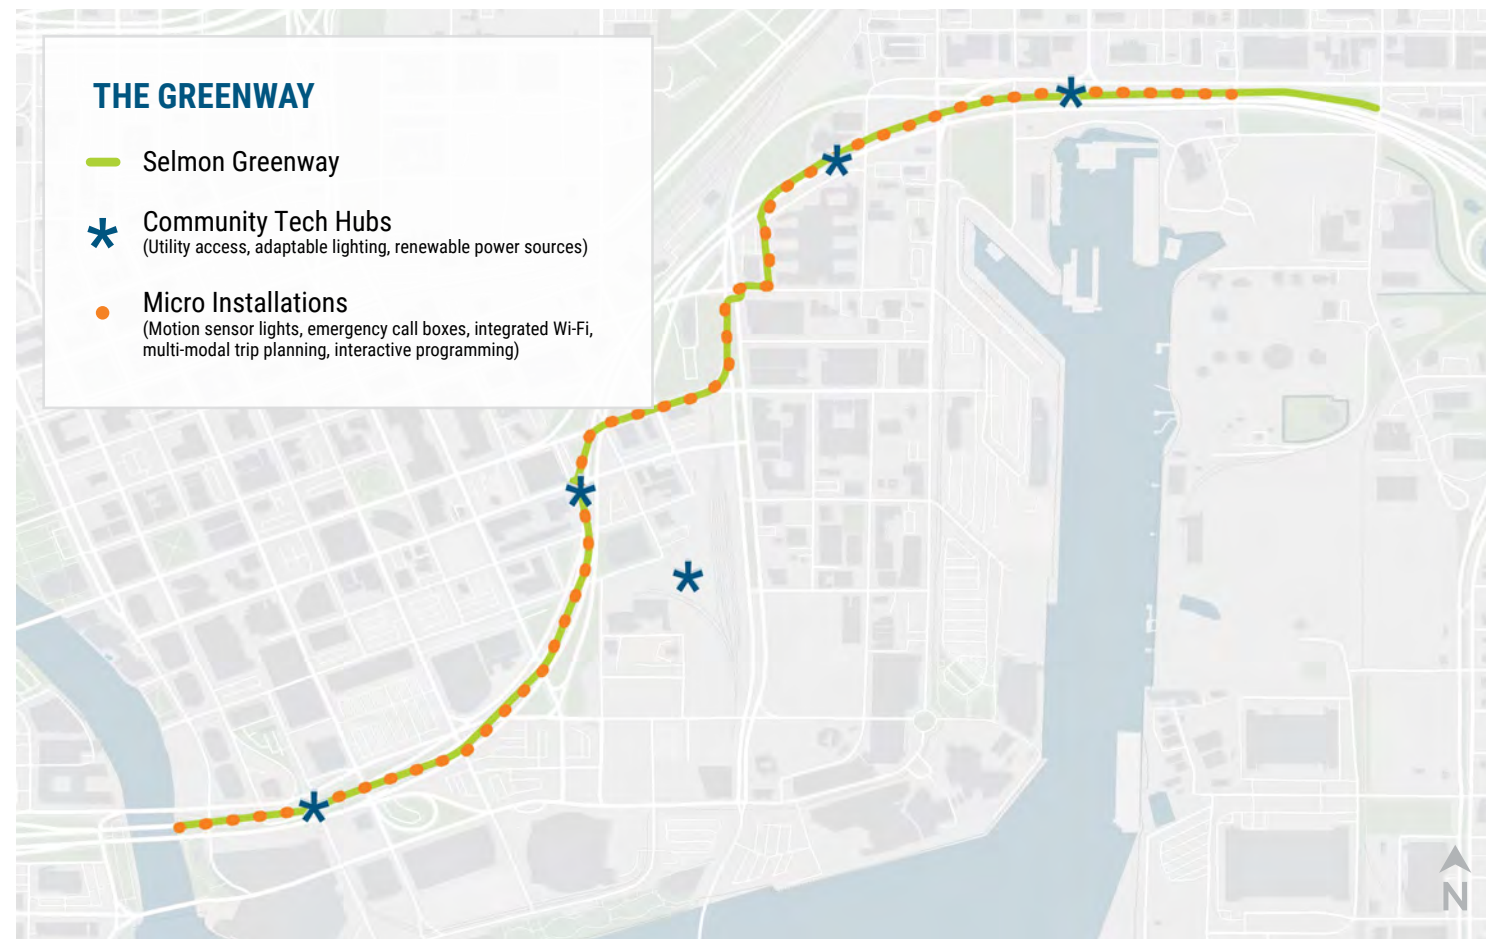 THE GREENWAY
Selmon Greenway
Community Tech Hubs
(Utility access, adaptable lighting, renewable power sources)
Micro Installations
(Motion sensor lights, emergency call boxes, integrated Wi-Fi,
multi-modal trip planning, interactive programming)
N